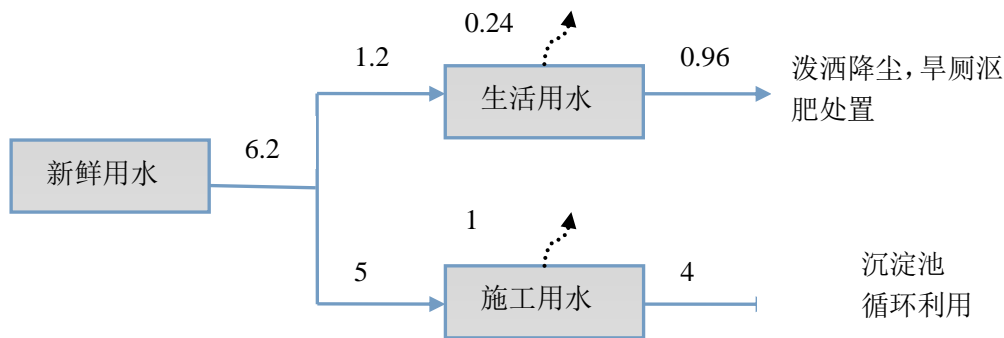 0.24
1.2
0.96
生活用水
泼洒降尘，旱厕沤
肥处置
6.2
新鲜用水
1
5
4
施工用水
沉淀池
循环利用